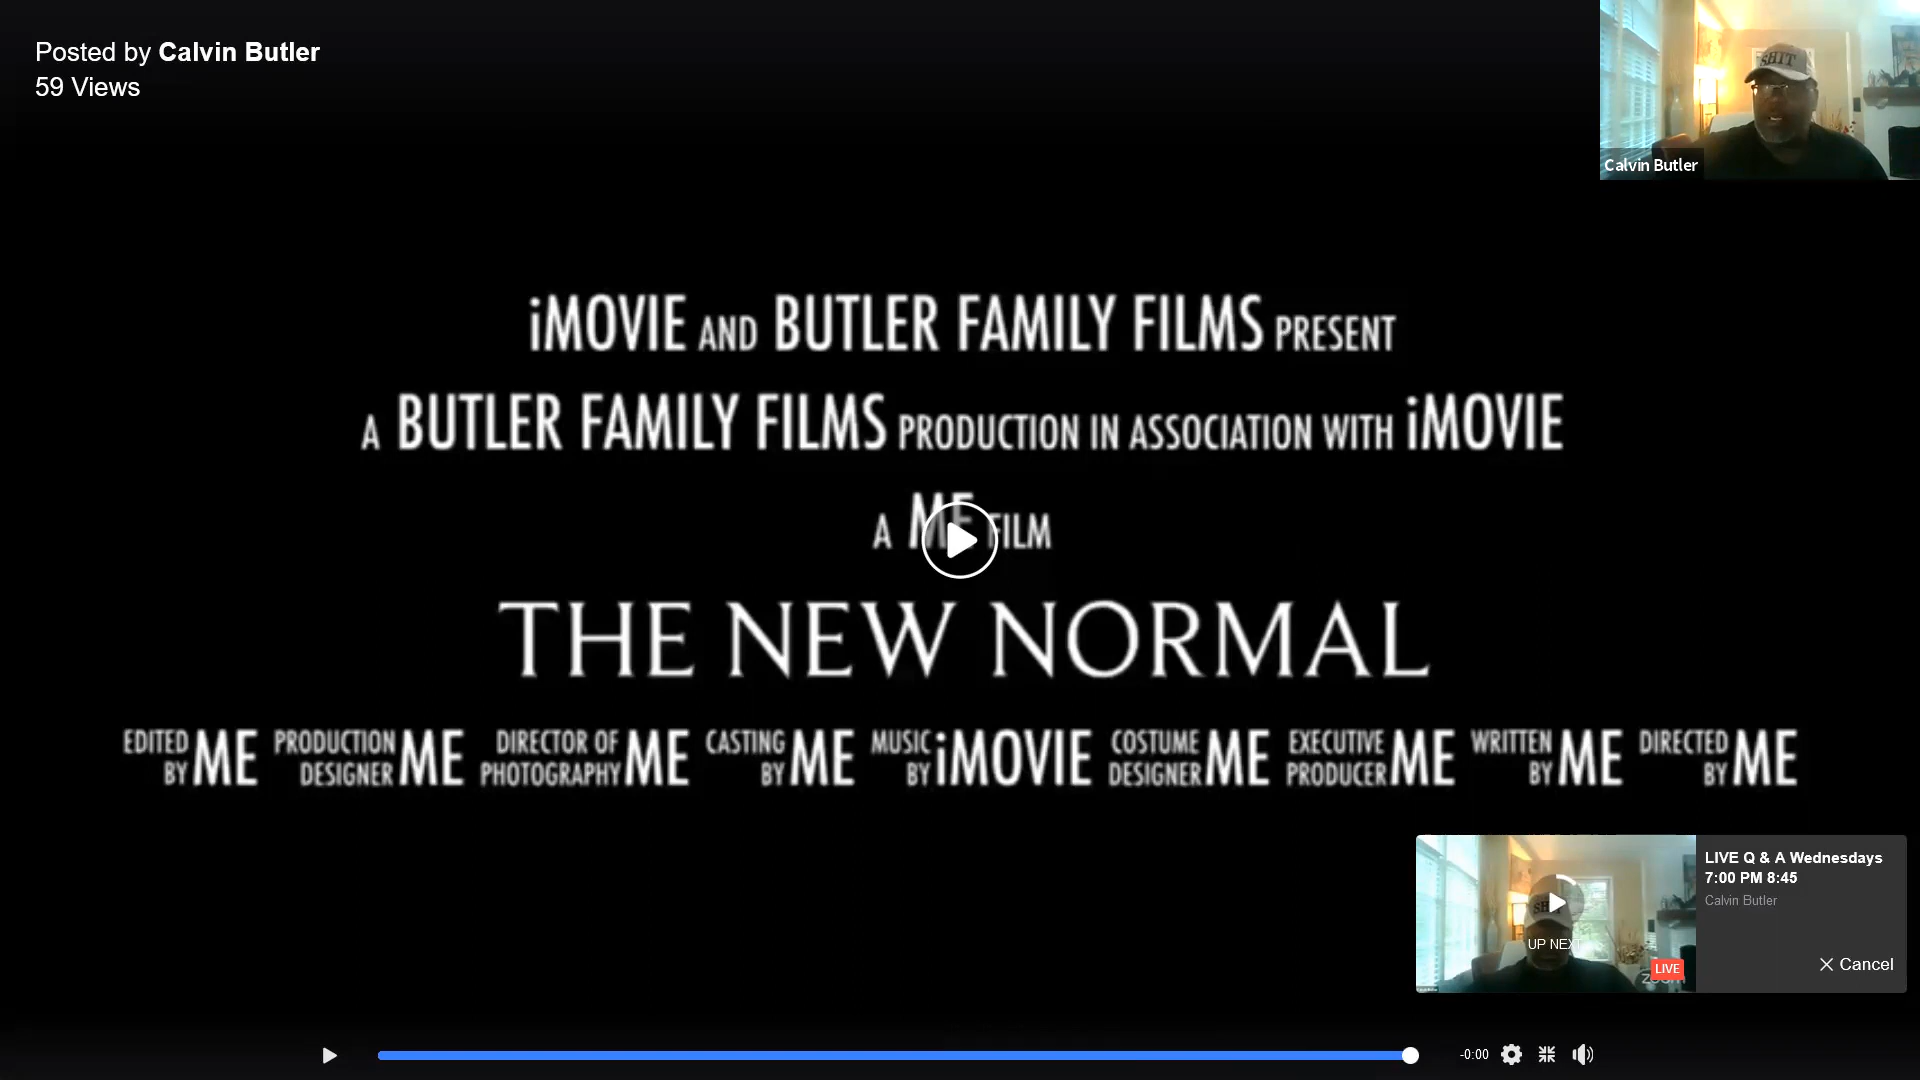 Posted by Calvin Butler
59 Views
SHIT
Calvin Butler
iMOVIE AND BUTLER FAMILY FILMS PRESENT
A BUTLER FAMILY FILMS PRODUCTION IN ASSOCIATION WITH iMOVIE
A ME FILM
THE NEW NORMAL
EDITED BY ME PRODUCTION DESIGNER ME DIRECTOR OF PHOTOGRAPHY ME CASTING BY ME MUSIC BY iMOVIE COSTUME DESIGNER ME EXECUTIVE PRODUCER ME WRITTEN BY ME DIRECTED BY ME
LIVE Q & A Wednesdays
7:00 PM 8:45
Calvin Butler
UP NEXT
LIVE
zoom
Cancel
-0:00